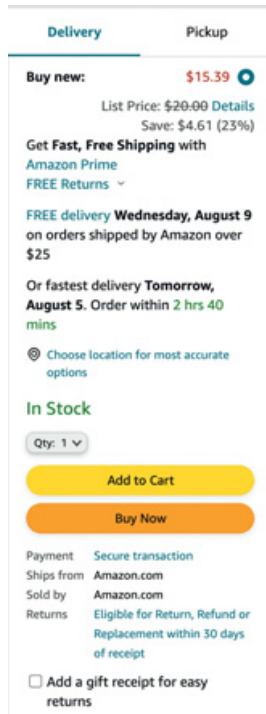 Delivery
Pickup
Buy new:
$15.39
List Price: $20.00 Details
Save: $4.61 (23%)
Get Fast, Free Shipping with
Amazon Prime
FREE Returns
FREE delivery Wednesday, August 9
on orders shipped by Amazon over
$25
Or fastest delivery Tomorrow,
August 5. Order within 2 hrs 40
mins
Choose location for most accurate
options
In Stock
Qty: 1
Add to Cart
Buy Now
Payment Secure transaction
Ships from Amazon.com
Sold by Amazon.com
Returns Eligible for Return, Refund or
Replacement within 30 days
of receipt
Add a gift receipt for easy
returns